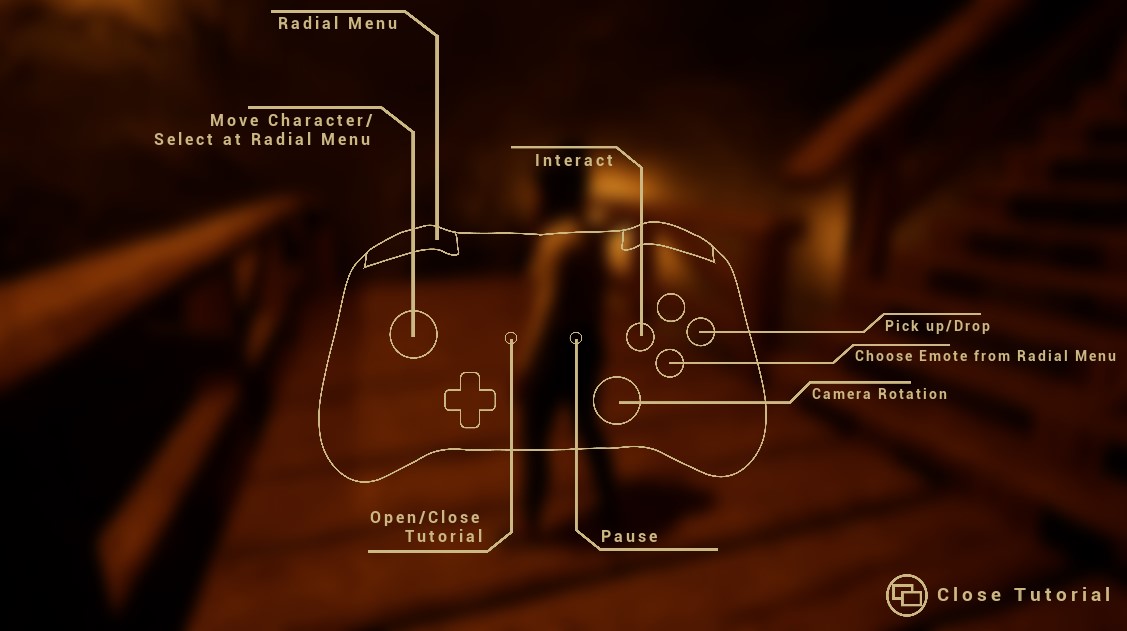 Radial Menu
Move Character/
Select at Radial Menu
Interact
Pick up/Drop
Choose Emote from Radial Menu
Camera Rotation
Open/Close
Tutorial
Pause
Close Tutorial